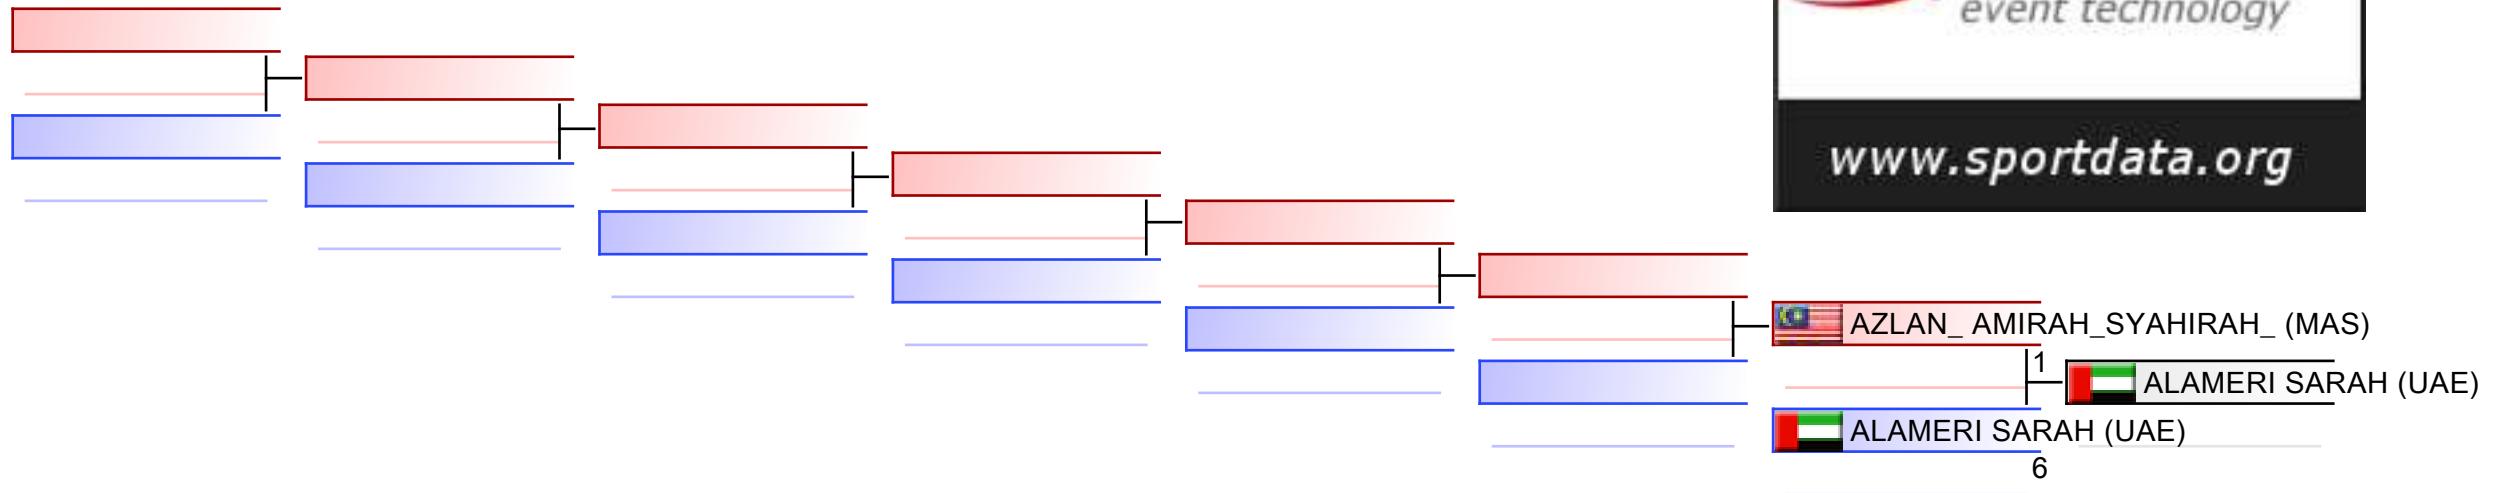 event technology
www.sportdata.org
AZLAN_ AMIRAH_SYAHIRAH_ (MAS)
1
ALAMERI SARAH (UAE)
ALAMERI SARAH (UAE)
6